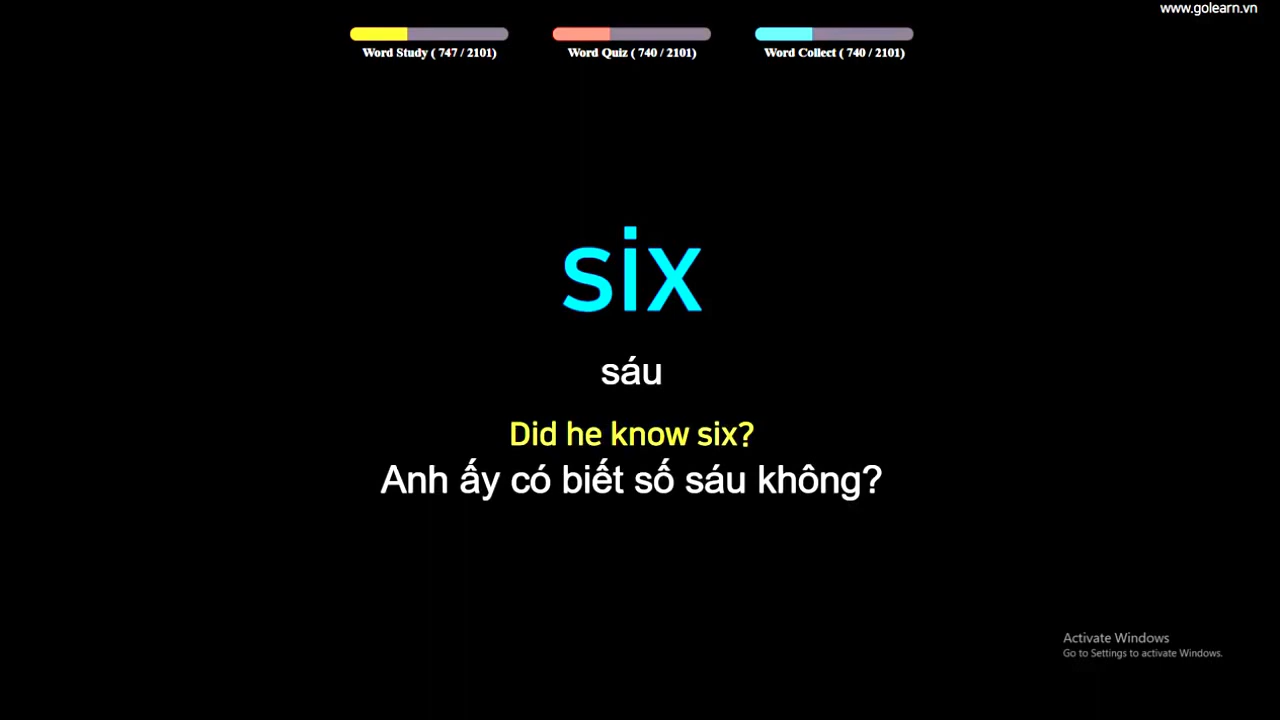 www.golearn.vn
Word Study ( 747 / 2101) Word Quiz ( 740 / 2101) Word Collect ( 740 / 2101)
six
sáu
Did he know six?
Anh ấy có biết số sáu không?
Activate Windows
Go to Settings to activate Windows.